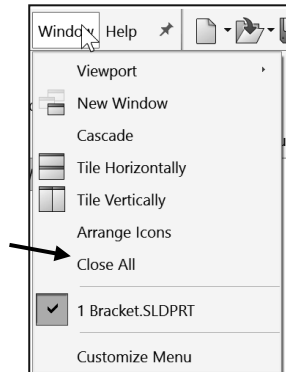 Window Help
Viewport
New Window
Cascade
Tile Horizontally
Tile Vertically
Arrange Icons
Close All
1 Bracket.SLDPRT
Customize Menu